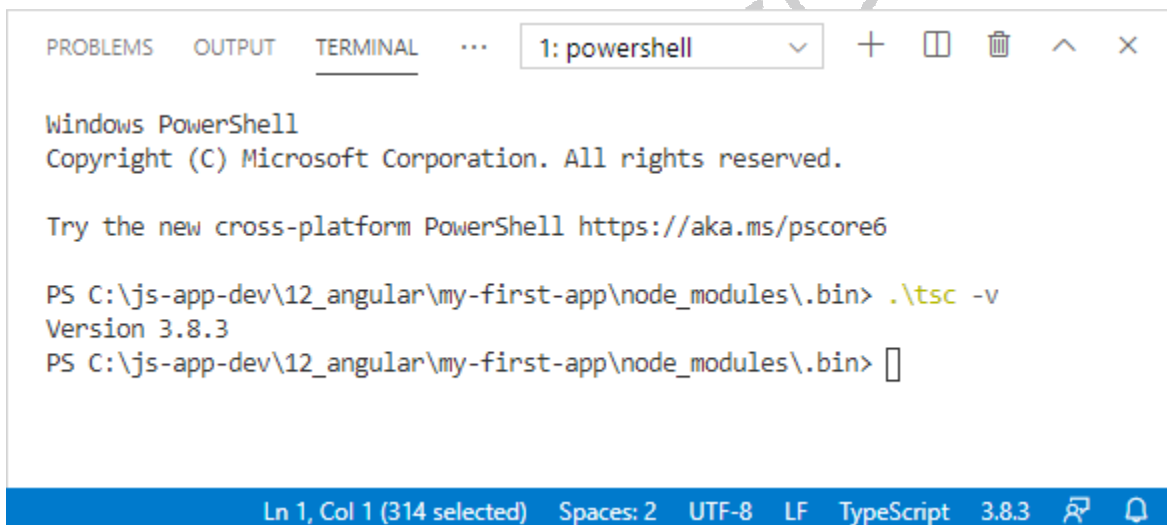 PROBLEMS OUTPUT TERMINAL ··· 1: powershell
Windows PowerShell
Copyright (C) Microsoft Corporation. All rights reserved.
Try the new cross-platform PowerShell https://aka.ms/pscore6
PS C:\js-app-dev\12_angular\my-first-app\node_modules\.bin> .\tsc -v
Version 3.8.3
PS C:\js-app-dev\12_angular\my-first-app\node_modules\.bin>
Ln 1, Col 1 (314 selected) Spaces: 2 UTF-8 LF TypeScript 3.8.3